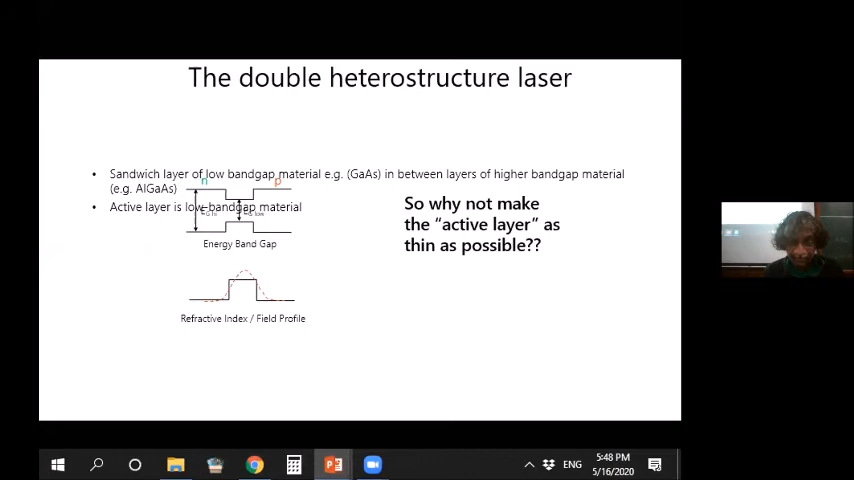 The double heterostructure laser
• Sandwich layer of low bandgap material e.g. (GaAs) in between layers of higher bandgap material
(e.g. AlGaAs)
• Active layer is low-bandgap material
n p
Energy Band Gap
Refractive Index / Field Profile
So why not make
the “active layer” as
thin as possible??
ENG
5:48 PM
5/16/2020